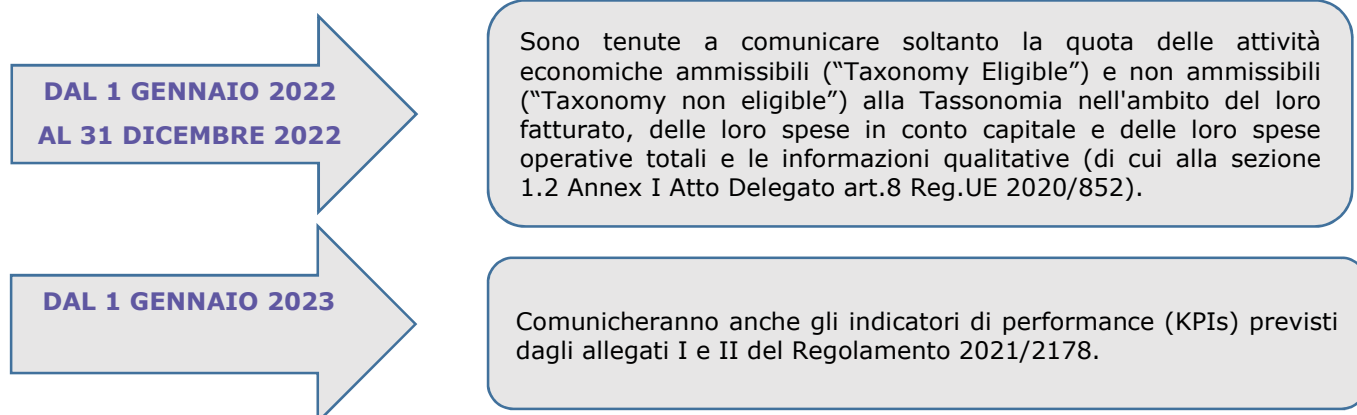 DAL 1 GENNAIO 2022
AL 31 DICEMBRE 2022
Sono tenute a comunicare soltanto la quota delle attività
economiche ammissibili (“Taxonomy Eligible”) e non ammissibili
(“Taxonomy non eligible”) alla Tassonomia nell'ambito del loro
fatturato, delle loro spese in conto capitale e delle loro spese
operative totali e le informazioni qualitative (di cui alla sezione
1.2 Annex I Atto Delegato art.8 Reg.UE 2020/852).
DAL 1 GENNAIO 2023
Comunicheranno anche gli indicatori di performance (KPIs) previsti
dagli allegati I e II del Regolamento 2021/2178.